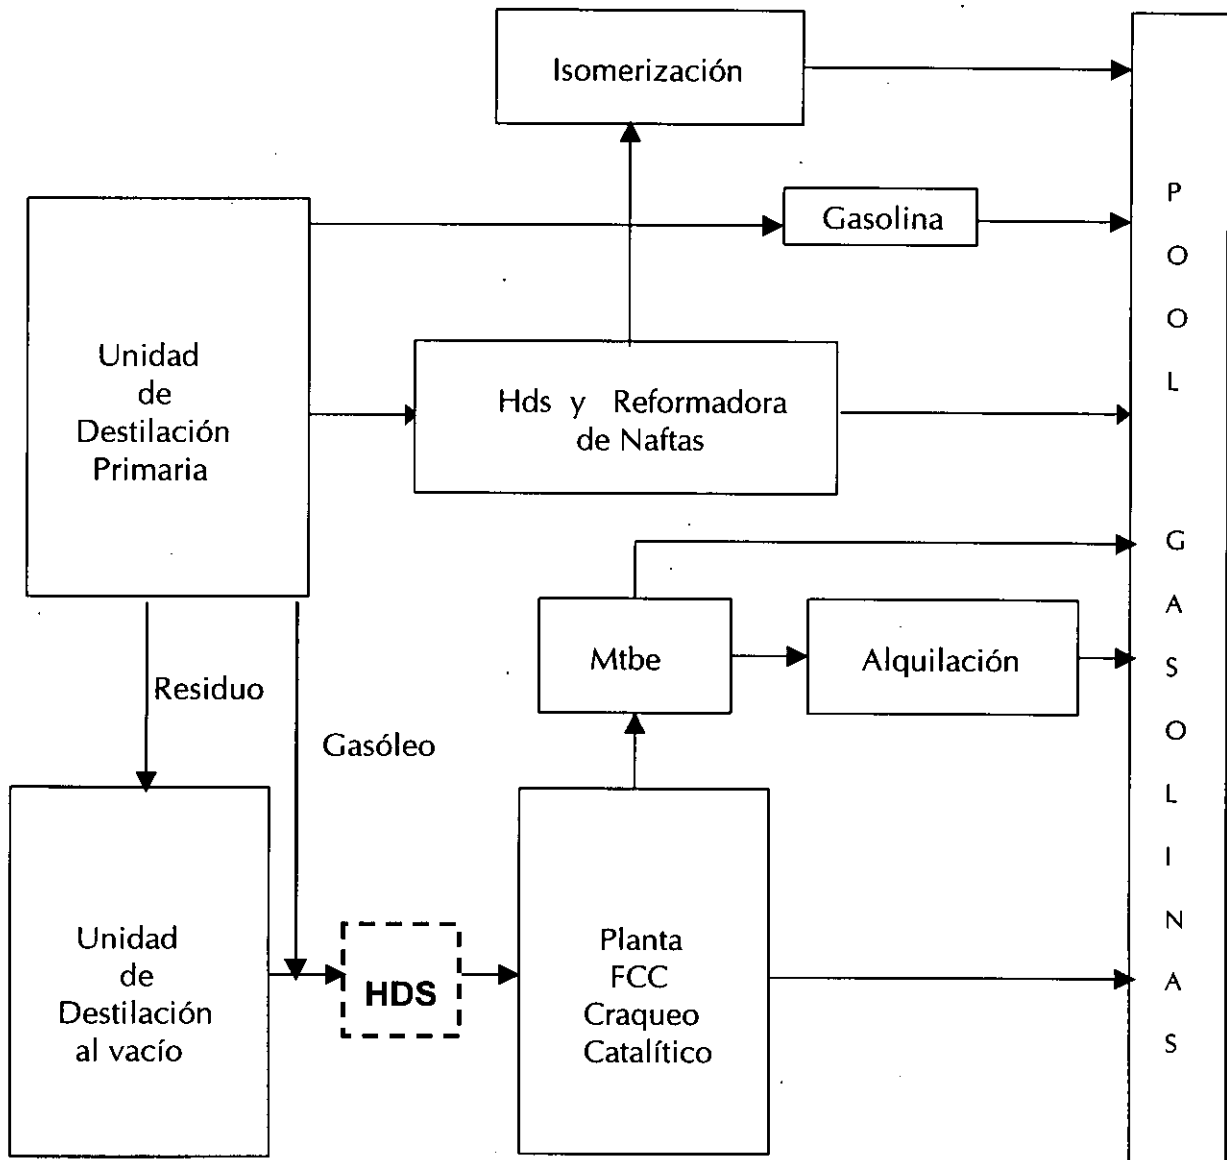 Isomerización
Gasolina
Unidad
de
Destilación
Primaria
Hds y Reformadora
de Naftas
Mtbe
Alquilación
Residuo
Gasóleo
Unidad
de
Destilación
al vacío
HDS
Planta
FCC
Craqueo
Catalítico
P
O
O
L
G
A
S
O
L
I
N
A
S